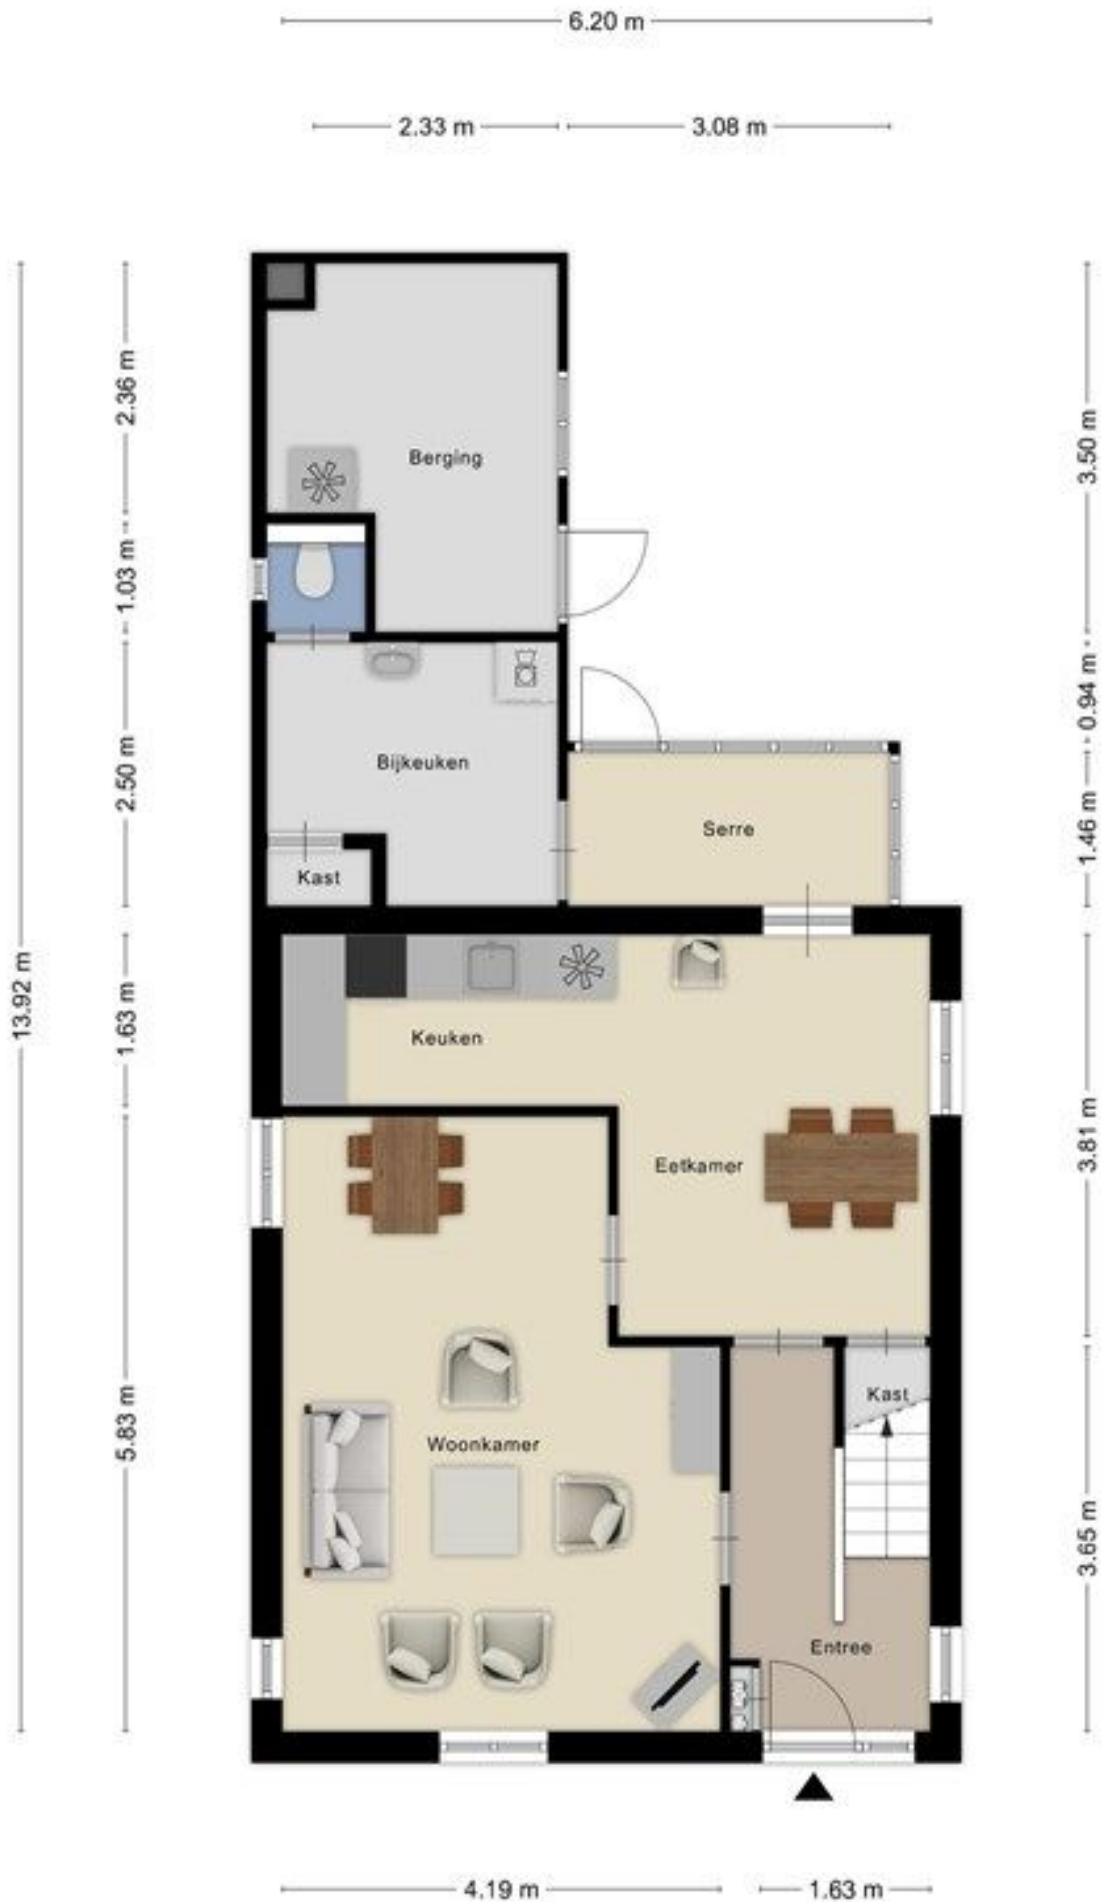 6.20 m
2.33 m
3.08 m
13.92 m
2.36 m
1.03 m
2.50 m
1.63 m
5.83 m
3.50 m
0.94 m
1.46 m
3.81 m
3.65 m
Berging
Bijkeuken
Serre
Kast
Keuken
Eetkamer
Kast
Woonkamer
Entree
4.19 m
1.63 m